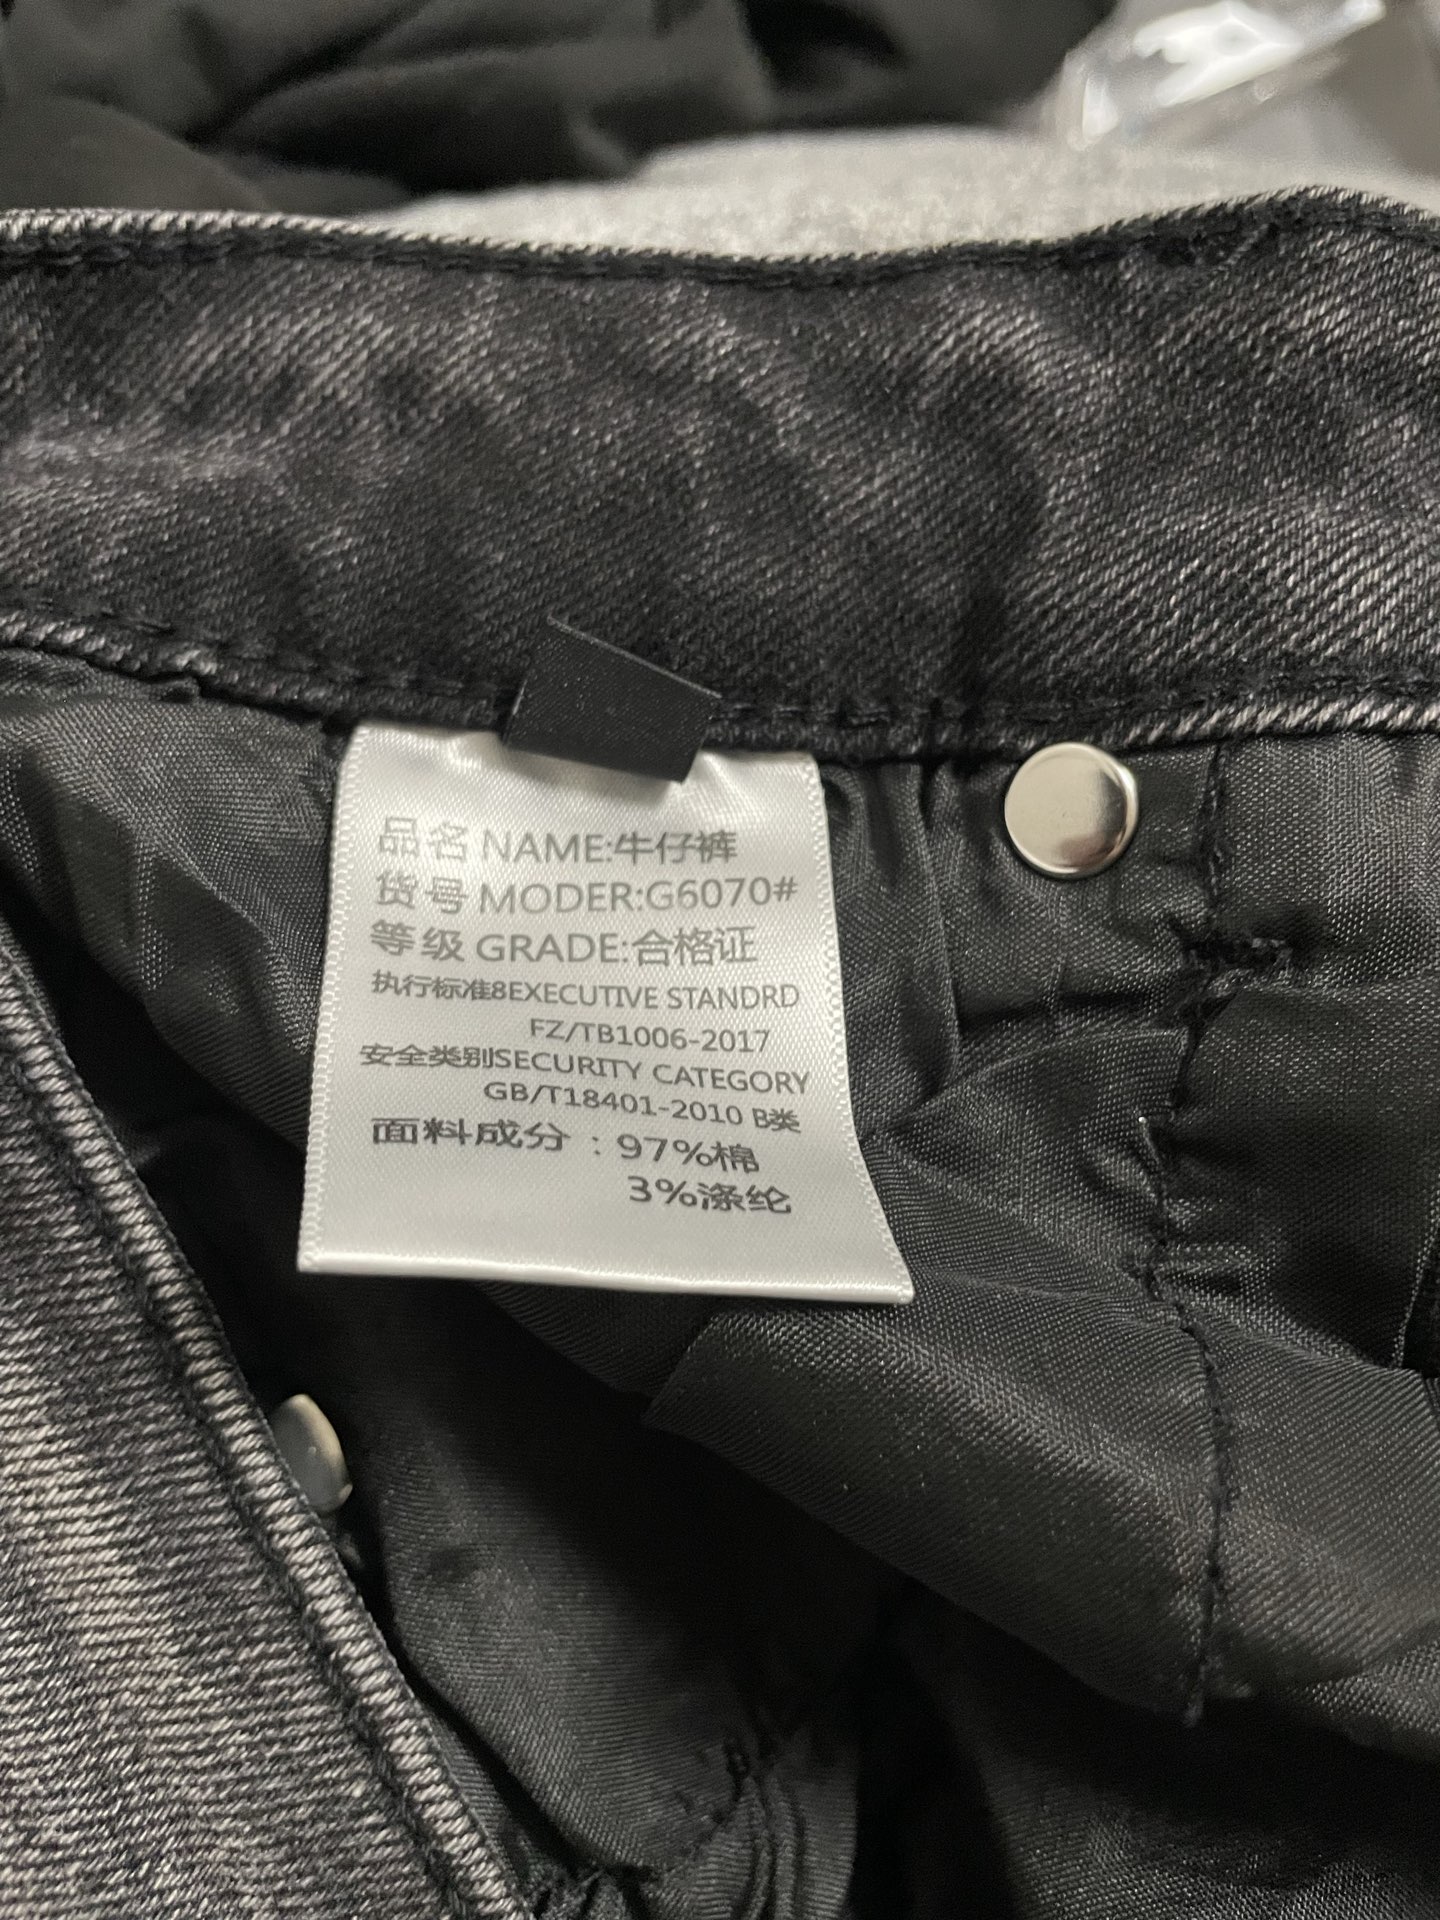 品名 NAME:牛仔裤
货号 MODER:G6070#
等级 GRADE:合格证
执行标准8EXECUTIVE STANDRD
FZ/TB1006-2017
安全类别SECURITY CATEGORY
GB/T18401-2010 B类
面料成分：97%棉
3%涤纶